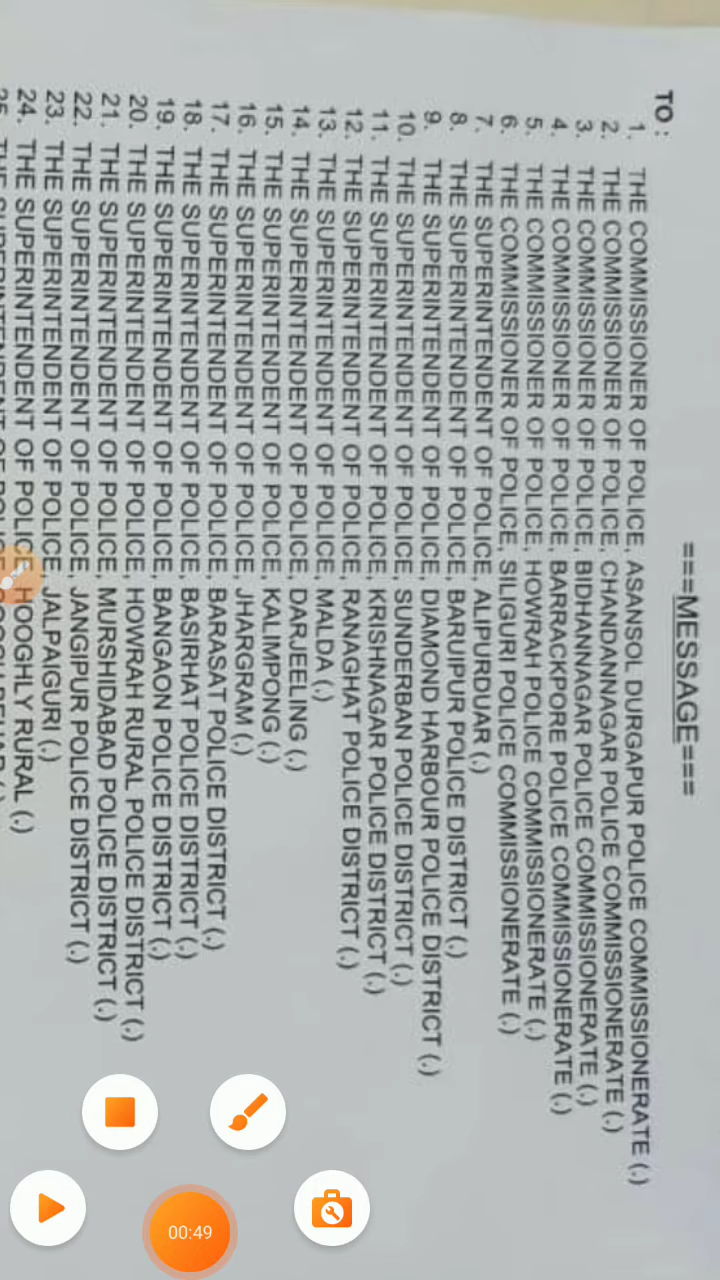 ===MESSAGE===
TO :
1. THE COMMISSIONER OF POLICE, ASANSOL DURGAPUR POLICE COMMISSIONERATE (.)
2. THE COMMISSIONER OF POLICE, CHANDANNAGAR POLICE COMMISSIONERATE (.)
3. THE COMMISSIONER OF POLICE, BIDHANNAGAR POLICE COMMISSIONERATE (.)
4. THE COMMISSIONER OF POLICE, BARRACKPORE POLICE COMMISSIONERATE (.)
5. THE COMMISSIONER OF POLICE, HOWRAH POLICE COMMISSIONERATE (.)
6. THE COMMISSIONER OF POLICE, SILIGURI POLICE COMMISSIONERATE (.)
7. THE SUPERINTENDENT OF POLICE, ALIPURDUAR (.)
8. THE SUPERINTENDENT OF POLICE, BARUIPUR POLICE DISTRICT (.)
9. THE SUPERINTENDENT OF POLICE, DIAMOND HARBOUR POLICE DISTRICT (.)
10. THE SUPERINTENDENT OF POLICE, SUNDERBAN POLICE DISTRICT (.)
11. THE SUPERINTENDENT OF POLICE, KRISHNAGAR POLICE DISTRICT (.)
12. THE SUPERINTENDENT OF POLICE, RANAGHAT POLICE DISTRICT (.)
13. THE SUPERINTENDENT OF POLICE, MALDA (.)
14. THE SUPERINTENDENT OF POLICE, DARJEELING (.)
15. THE SUPERINTENDENT OF POLICE, KALIMPONG (.)
16. THE SUPERINTENDENT OF POLICE, JHARGRAM (.)
17. THE SUPERINTENDENT OF POLICE, BARASAT POLICE DISTRICT (.)
18. THE SUPERINTENDENT OF POLICE, BASIRHAT POLICE DISTRICT (.)
19. THE SUPERINTENDENT OF POLICE, BANGAON POLICE DISTRICT (.)
20. THE SUPERINTENDENT OF POLICE, HOWRAH RURAL POLICE DISTRICT (.)
21. THE SUPERINTENDENT OF POLICE, MURSHIDABAD POLICE DISTRICT (.)
22. THE SUPERINTENDENT OF POLICE, JANGIPUR POLICE DISTRICT (.)
23. THE SUPERINTENDENT OF POLICE, JALPAIGURI (.)
24. THE SUPERINTENDENT OF POLICE, HOOGHLY RURAL (.)
00:49